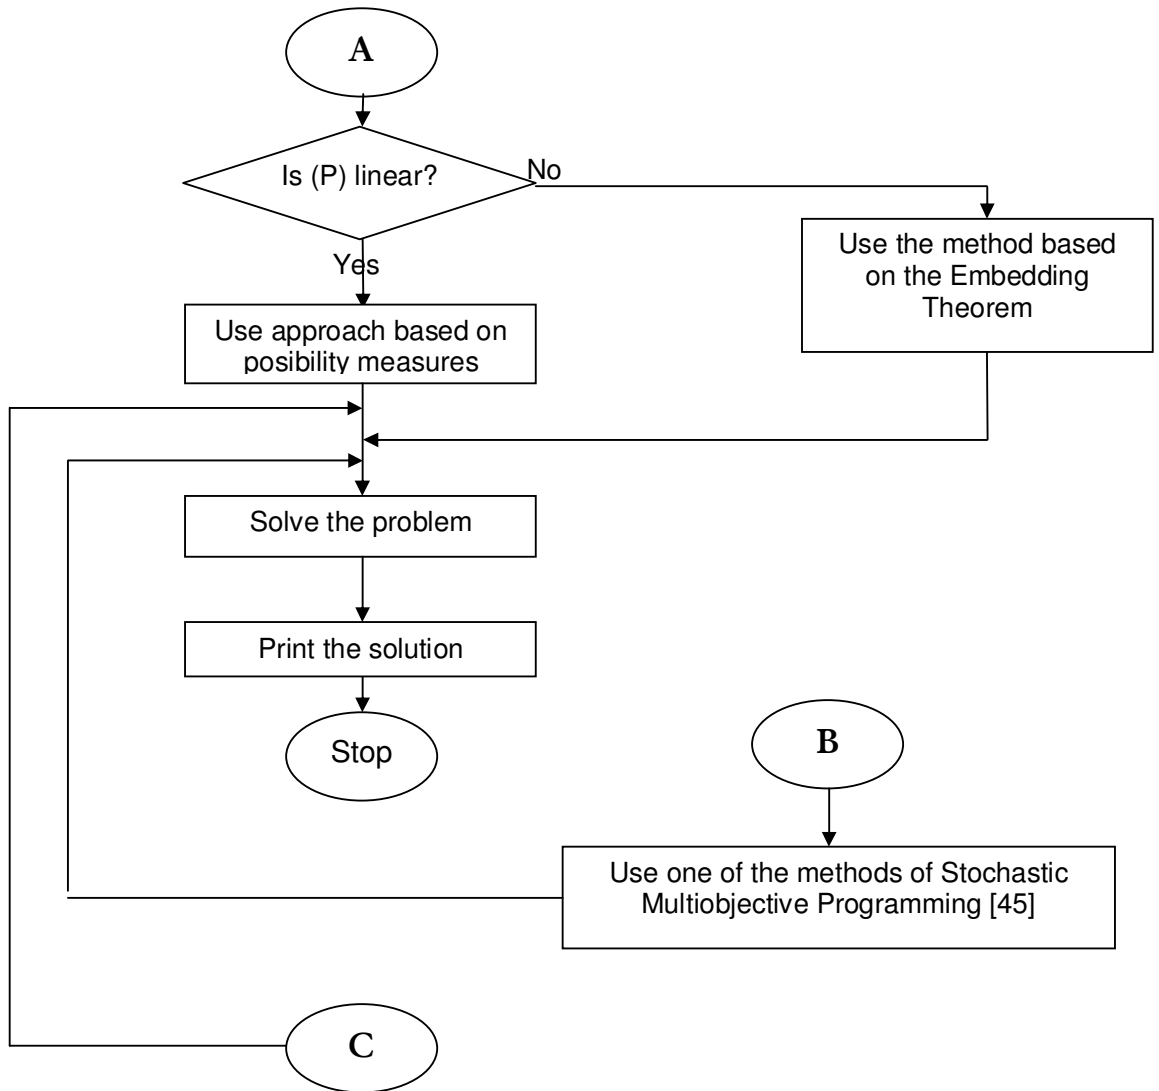 A
Is (P) linear?
No
Yes
Use the method based
on the Embedding
Theorem
Use approach based on
posibility measures
Solve the problem
Print the solution
Stop
B
Use one of the methods of Stochastic
Multiobjective Programming [45]
C